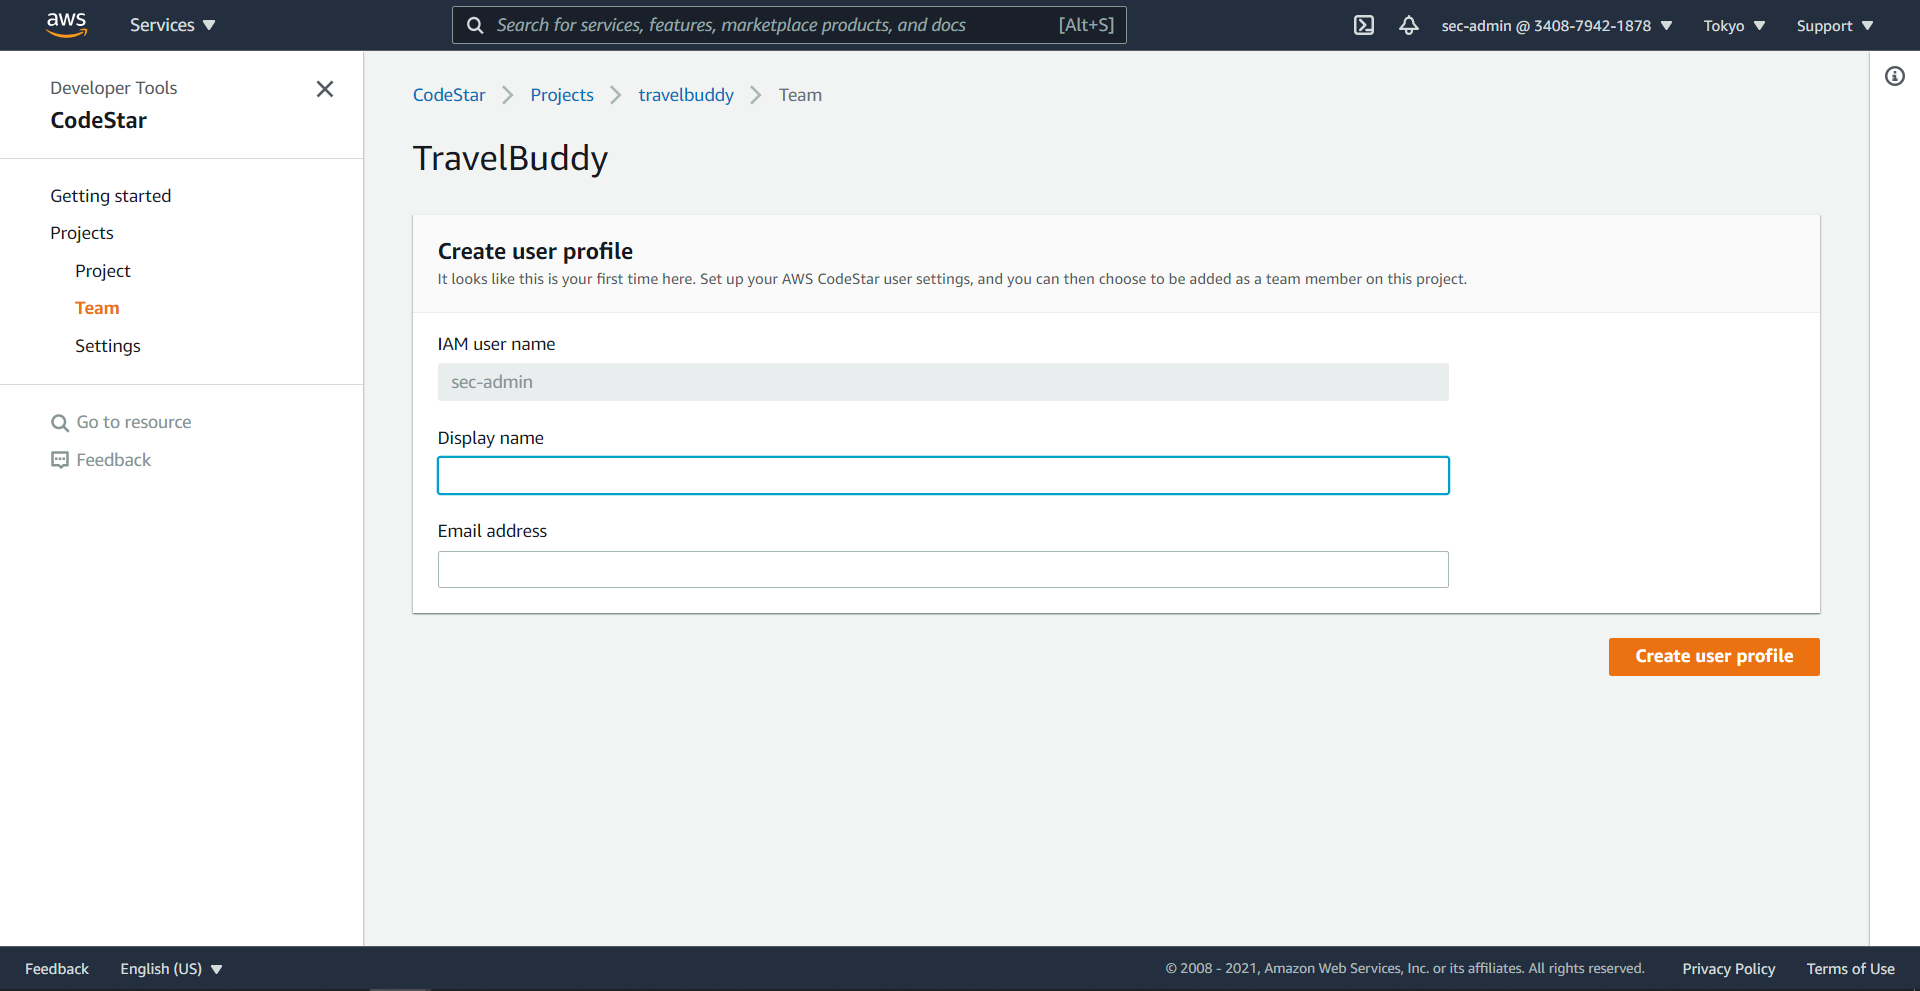 aws
Services
Search for services, features, marketplace products, and docs [Alt+S]
sec-admin @ 3408-7942-1878
Tokyo
Support
Developer Tools
CodeStar
Getting started
Projects
Project
Team
Settings
Go to resource
Feedback
CodeStar Projects travelbuddy Team
TravelBuddy
Create user profile
It looks like this is your first time here. Set up your AWS CodeStar user settings, and you can then choose to be added as a team member on this project.
IAM user name
sec-admin
Display name
Email address
Create user profile
Feedback English (US) © 2008 - 2021, Amazon Web Services, Inc. or its affiliates. All rights reserved. Privacy Policy Terms of Use